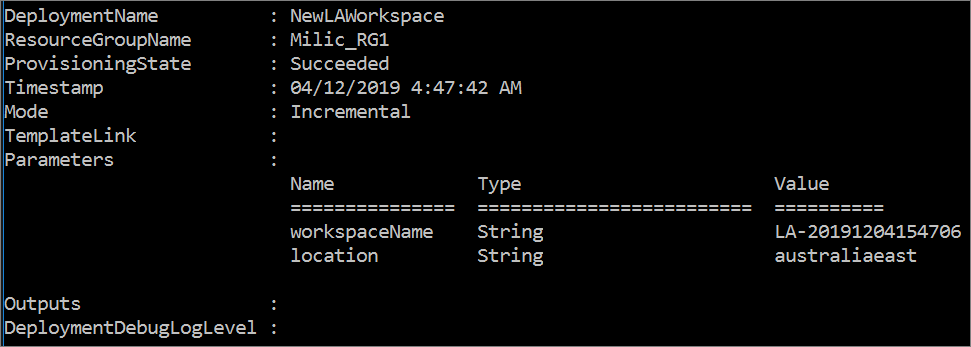 DeploymentName          : NewLAWorkspace
ResourceGroupName       : Milic_RG1
ProvisioningState       : Succeeded
Timestamp               : 04/12/2019 4:47:42 AM
Mode                    : Incremental
TemplateLink            :
Parameters              :
                          Name             Type                       Value
                          ===============  =========================  ==========
                          workspaceName    String                     LA-20191204154706
                          location         String                     australiaeast
Outputs                 :
DeploymentDebugLogLevel :